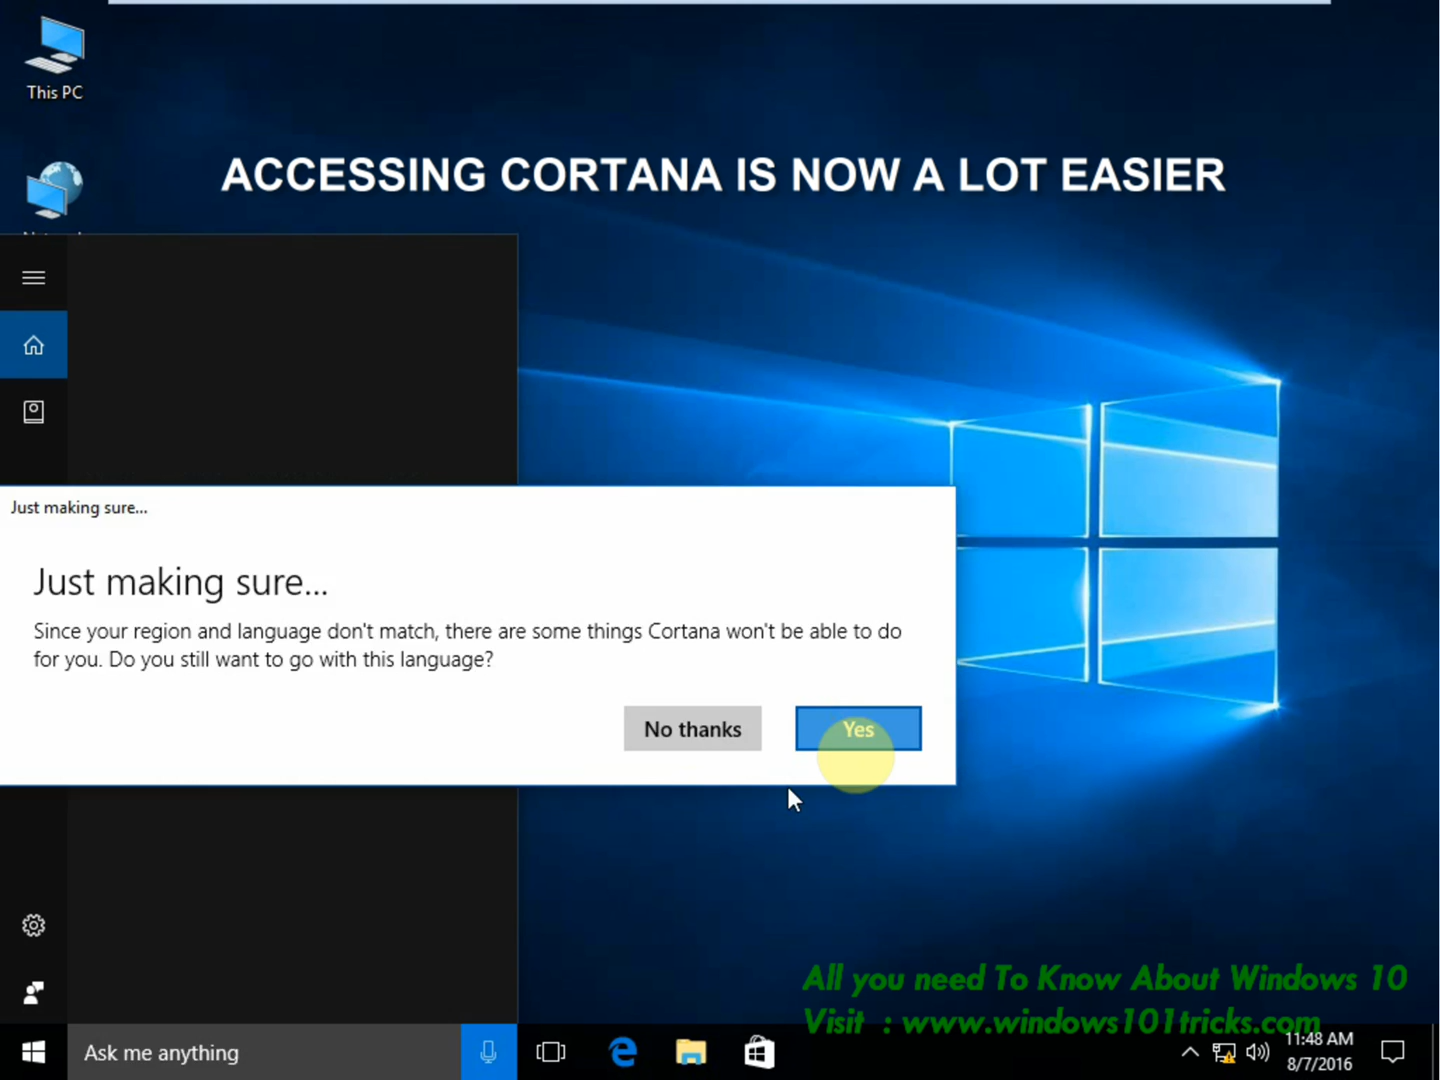 This PC
ACCESSING CORTANA IS NOW A LOT EASIER
Just making sure...
Just making sure...
Since your region and language don't match, there are some things Cortana won't be able to do
for you. Do you still want to go with this language?
No thanks
Yes
All you need To Know About Windows 10
Visit : www.windows101tricks.com
Ask me anything
11:48 AM
8/7/2016